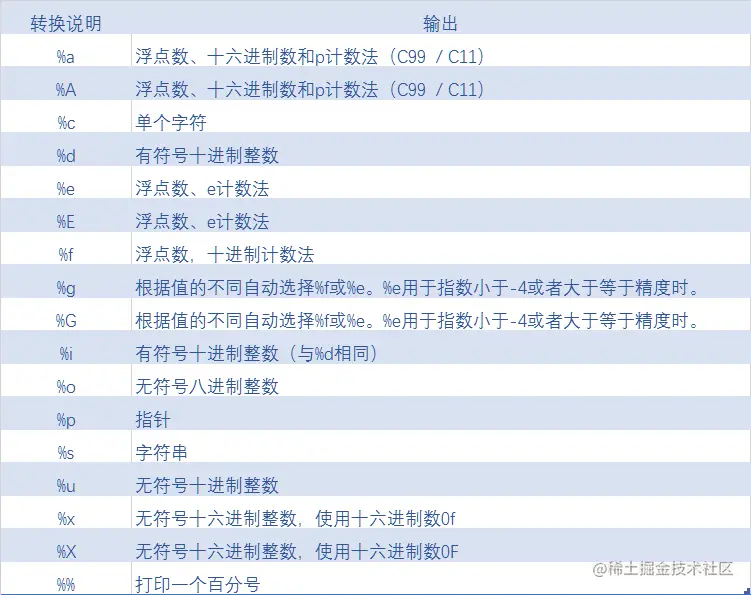 转换说明 输出
%a 浮点数、十六进制数和p计数法（C99 / C11）
%A 浮点数、十六进制数和p计数法（C99 / C11）
%c 单个字符
%d 有符号十进制整数
%e 浮点数、e计数法
%E 浮点数、e计数法
%f 浮点数，十进制计数法
%g 根据值的不同自动选择%f或%e。%e用于指数小于-4或者大于等于精度时。
%G 根据值的不同自动选择%f或%e。%e用于指数小于-4或者大于等于精度时。
%i 有符号十进制整数（与%d相同）
%o 无符号八进制整数
%p 指针
%s 字符串
%u 无符号十进制整数
%x 无符号十六进制整数，使用十六进制数0f
%X 无符号十六进制整数，使用十六进制数0F
%% 打印一个百分号
@稀土掘金技术社区